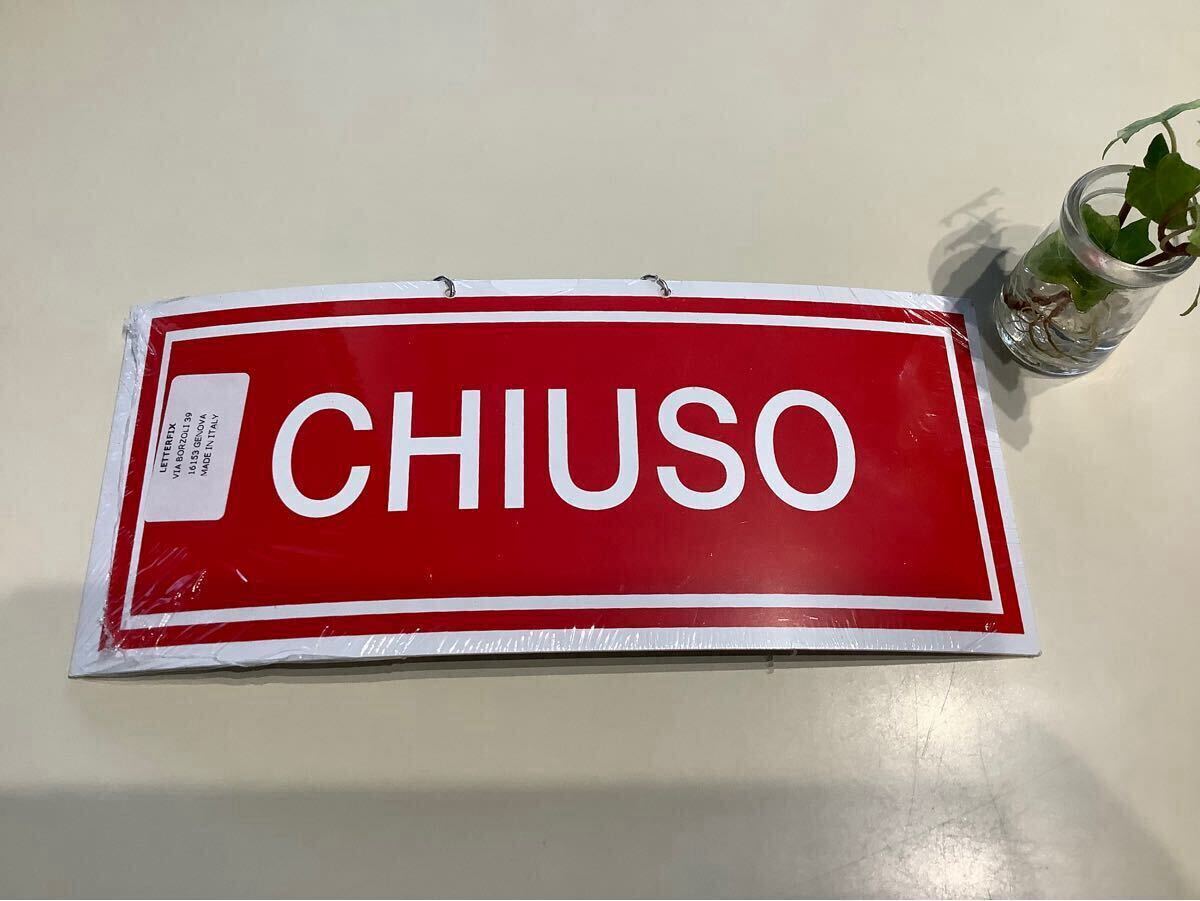 CHIUSO
LETTERFIX
VIA BORZOLI 39
16153 GENOVA
MADE IN ITALY